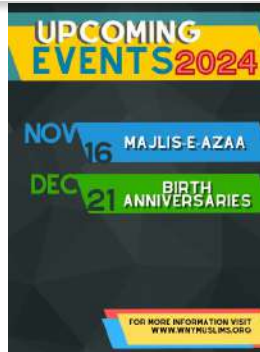 UPCOMING
EVENTS 2024
NOV 16 MAJLIS-E-AZAA
DEC 21 BIRTH
ANNIVERSARIES
FOR MORE INFORMATION VISIT
WWW.WNYMUSLIMS.ORG